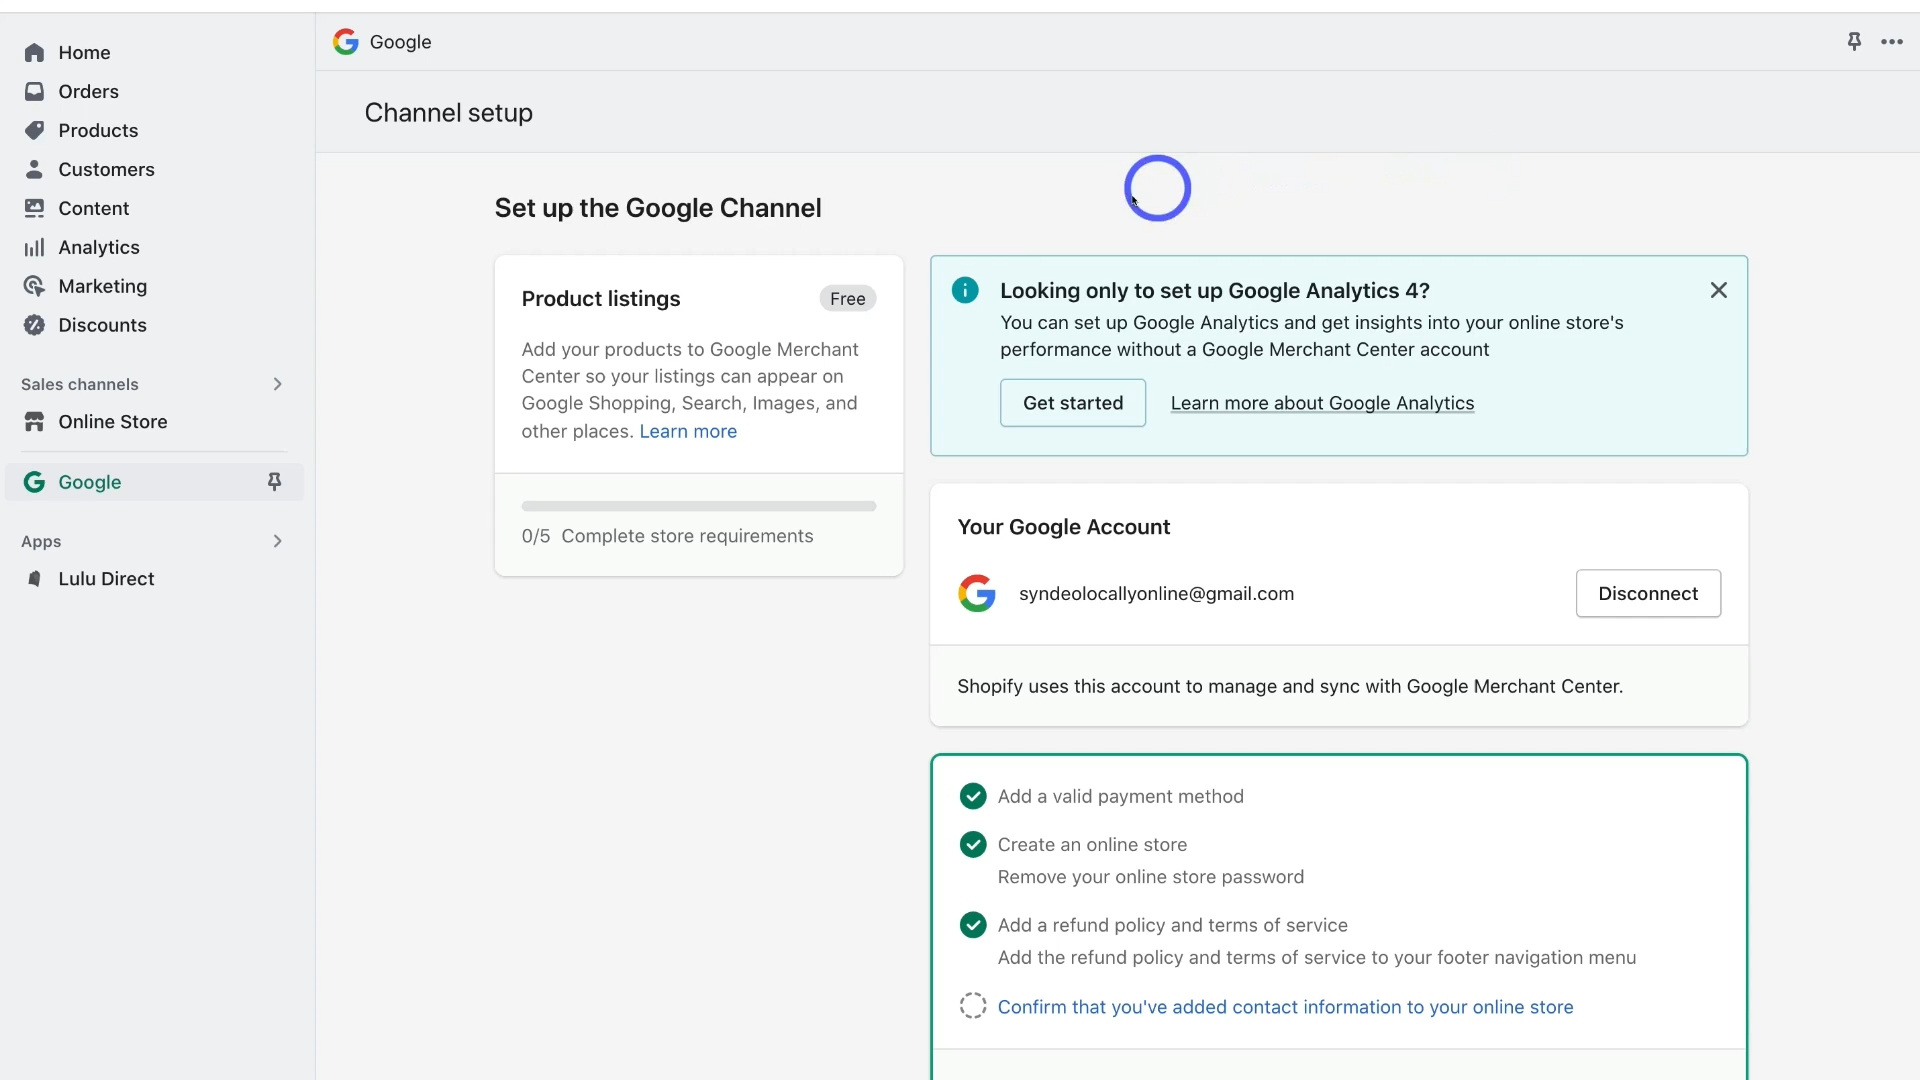 Home
Orders
Products
Customers
Content
Analytics
Marketing
Discounts
Sales channels
Online Store
Google
Apps
Lulu Direct
Google
Channel setup
Set up the Google Channel
Product listings
Free
Add your products to Google Merchant
Center so your listings can appear on
Google Shopping, Search, Images, and
other places. Learn more
0/5 Complete store requirements
Looking only to set up Google Analytics 4?
You can set up Google Analytics and get insights into your online store's
performance without a Google Merchant Center account
Get started
Learn more about Google Analytics
Your Google Account
syndeolocallyonline@gmail.com
Disconnect
Shopify uses this account to manage and sync with Google Merchant Center.
Add a valid payment method
Create an online store
Remove your online store password
Add a refund policy and terms of service
Add the refund policy and terms of service to your footer navigation menu
Confirm that you've added contact information to your online store